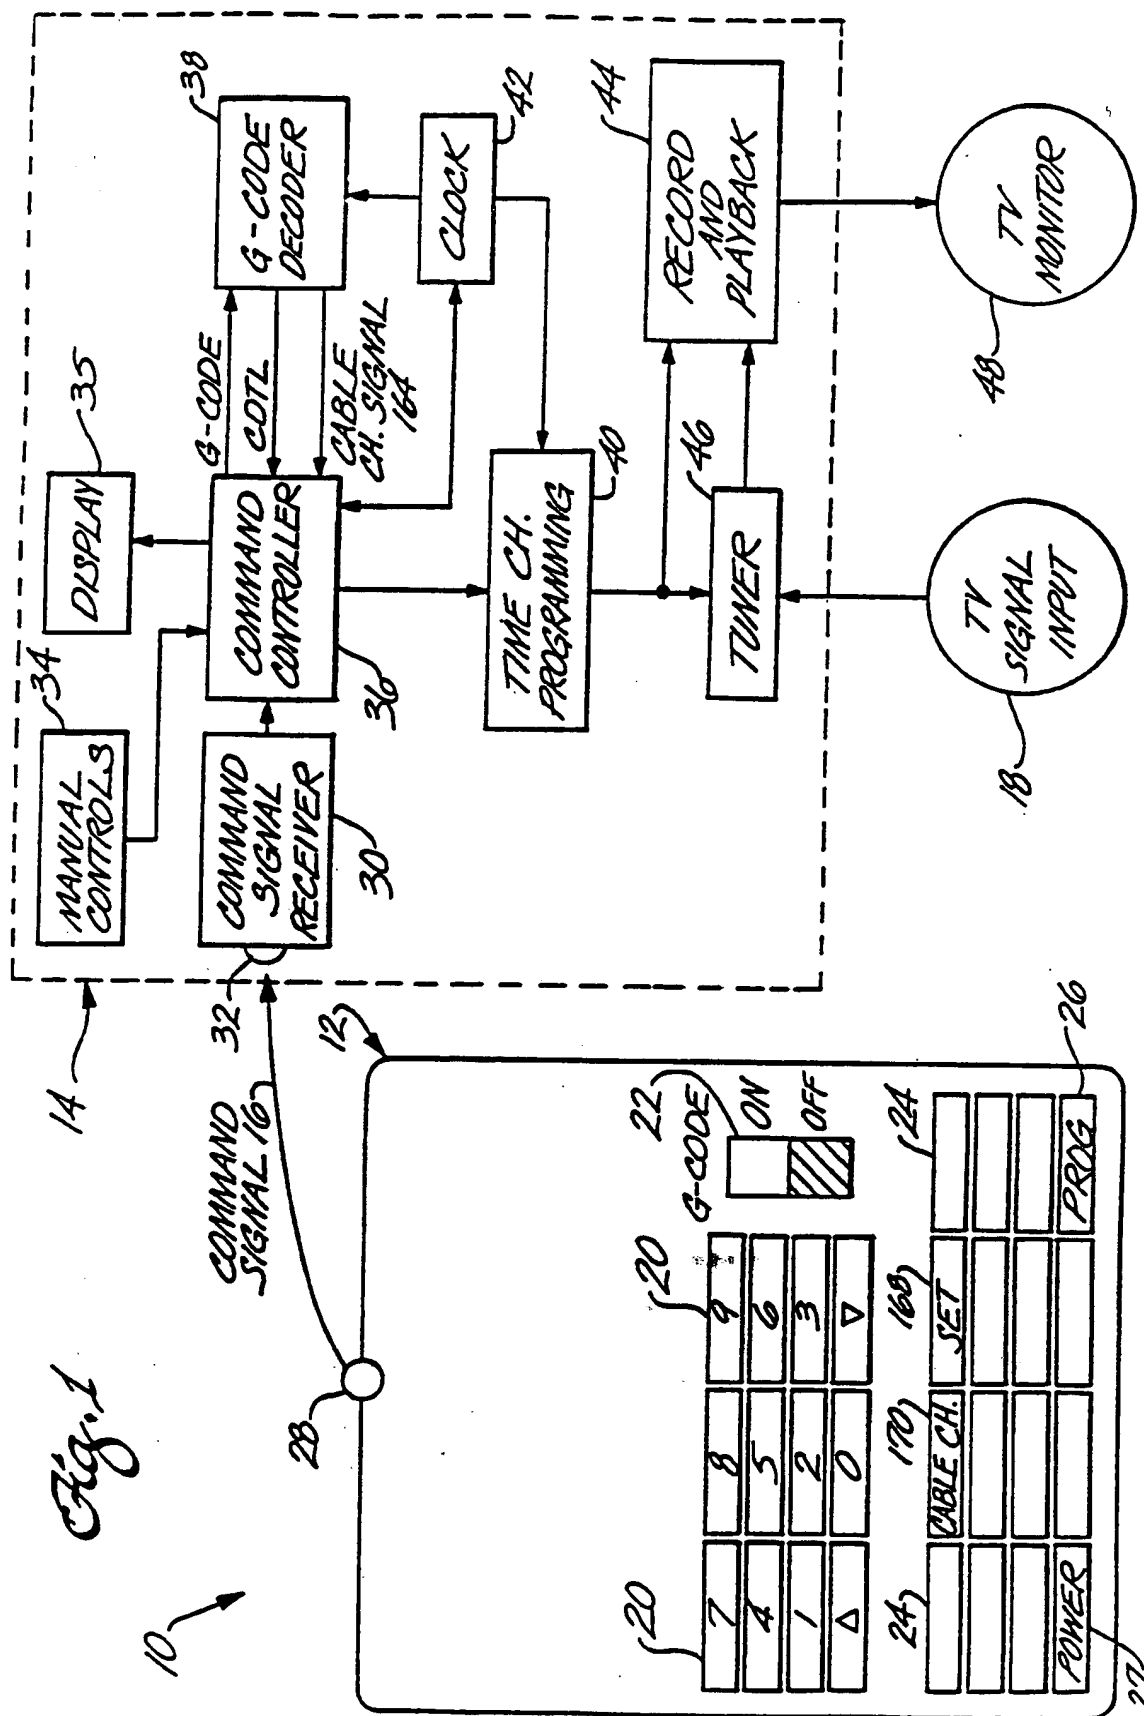 Fig. 1
10
14
MANUAL
CONTROLS
34
DISPLAY
35
G-CODE
CDTL
CABLE
CH. SIGNAL
164
G-CODE
DECODER
38
COMMAND
SIGNAL
RECEIVER
30
32
COMMAND
CONTROLLER
36
CLOCK
42
TIME CH.
PROGRAMMING
40
RECORD
AND
PLAYBACK
44
TUNER
46
TV
SIGNAL
INPUT
18
TV
MONITOR
48
COMMAND
SIGNAL 16
28
12
20
20
G-CODE
22
ON
OFF
7 8 9
4 5 6
1 2 3
△ 0 ▽
24
170
168
24
CABLE CH. SET
POWER PROG
27
26